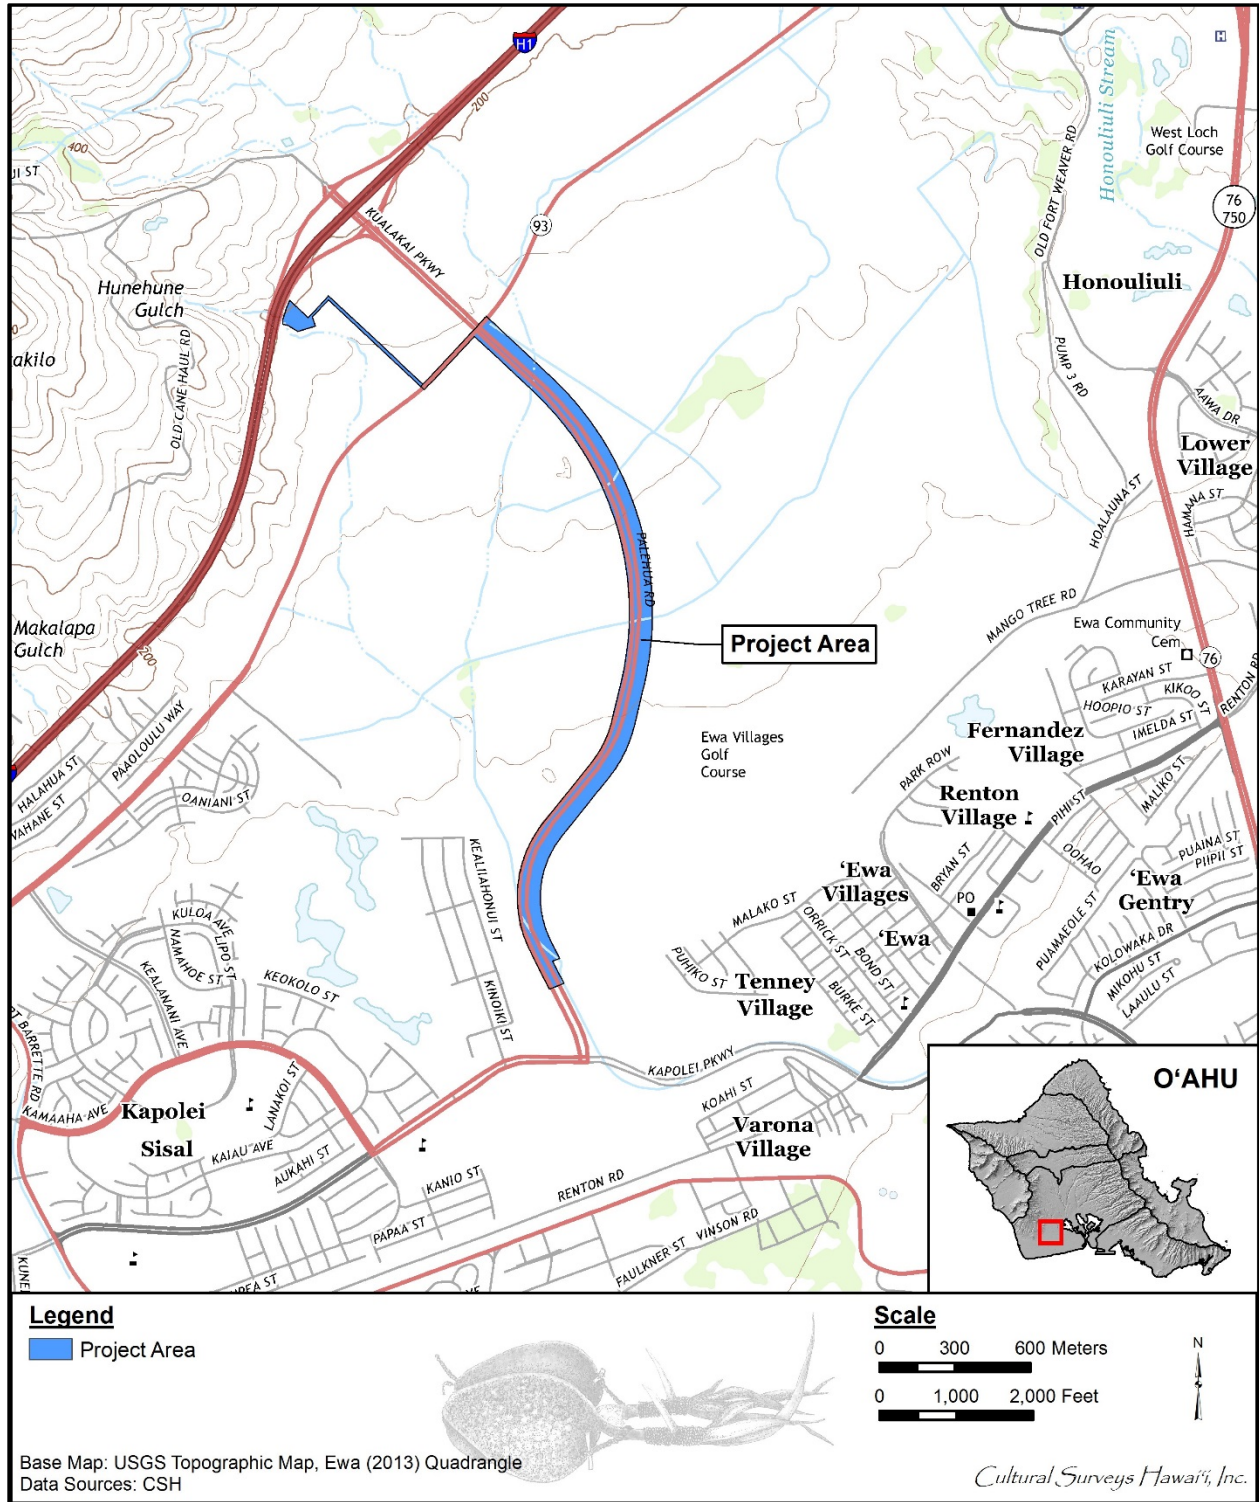 H1
200
400
UI ST
KUALAKAI PKWY
93
Honouliuli Stream
H
West Loch
Golf Course
OLD FORT WEAVER RD
76
750
Hunehune
Gulch
Honouliuli
akilo
OLD CANE HAUL RD
PUMP 3 RD
AAWA DR
Lower
Village
HAMANA ST
HOALAUNA ST
PALEHUA RD
MANGO TREE RD
Makalapa
Gulch
200
Project Area
Ewa Community
Cem
76
KARAYAN ST
KIKOO ST
HOOPIO ST
IMELDA ST
RENTON RD
PAAOLOULU WAY
HALAHUA ST
WAHANE ST
OANIANI ST
Ewa Villages
Golf
Course
Fernandez
Village
PARK ROW
Renton
Village
PIHI ST
MALIKO ST
PUAINA ST
PIIPII ST
OOHAO
KEALIIAHONUI ST
BRYAN ST
ʻEwa
Villages
ʻEwa
Gentry
MALAKO ST
ORRICK ST
PO
PUAMAEOLE ST
KULOA AVE
NAMAHOE ST
LIPO ST
KOLOWAKA DR
BOND ST
ʻEwa
MIKOHU ST
LAAULU ST
PUHIKO ST
Tenney
Village
BURKE ST
KEALANANI AVE
KEOKOLO ST
KINOIKI ST
RT BARRETTE RD
KAPOLEI PKWY
KAMAAHA AVE
Kapolei
LANAKOI ST
KOAHI ST
Sisal
KAIAU AVE
AUKAHI ST
Varona
Village
KANIO ST
RENTON RD
PAPAA ST
FAULKNER ST
VINSON RD
OʻAHU
Legend
Project Area
Scale
0 300 600 Meters
0 1,000 2,000 Feet
N
Base Map: USGS Topographic Map, Ewa (2013) Quadrangle
Data Sources: CSH
Cultural Surveys Hawaiʻi, Inc.